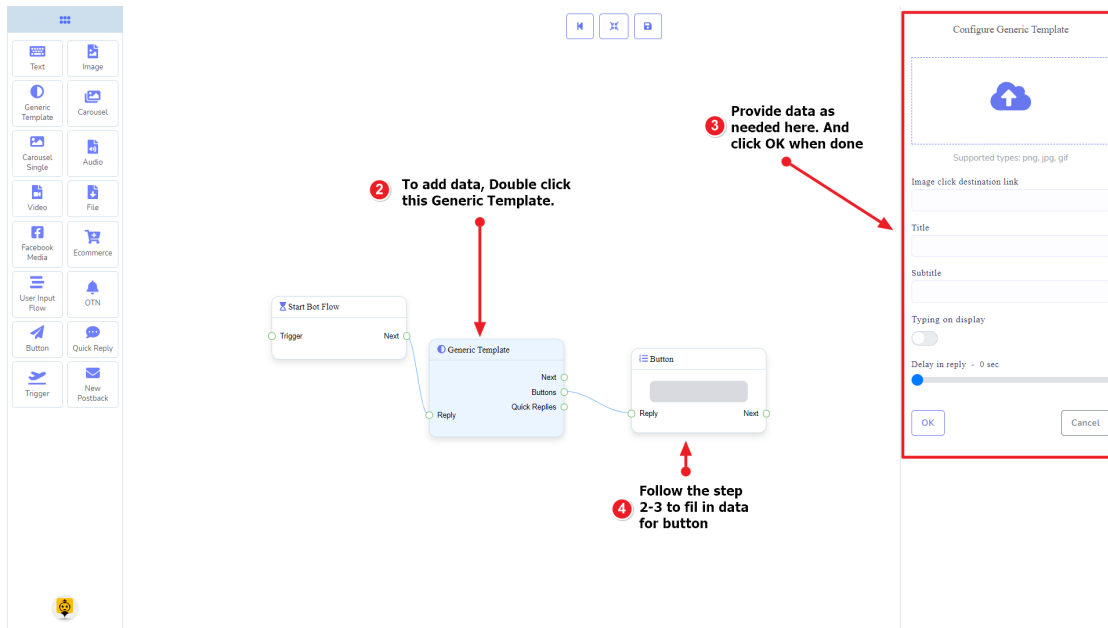 Text
Image
Generic
Template
Carousel
Carousel
Single
Audio
Video
File
Facebook
Media
Ecommerce
User Input
Flow
OTN
Button
Quick Reply
Trigger
New
Postback
2
To add data, Double click
this Generic Template.
3
Provide data as
needed here. And
click OK when done
Start Bot Flow
Trigger
Next
Generic Template
Next
Buttons
Quick Replies
Reply
Button
Reply
Next
4
Follow the step
2-3 to fil in data
for button
Configure Generic Template
Supported types: png, jpg, gif
Image click destination link
Title
Subtitle
Typing on display
Delay in reply - 0 sec
OK
Cancel